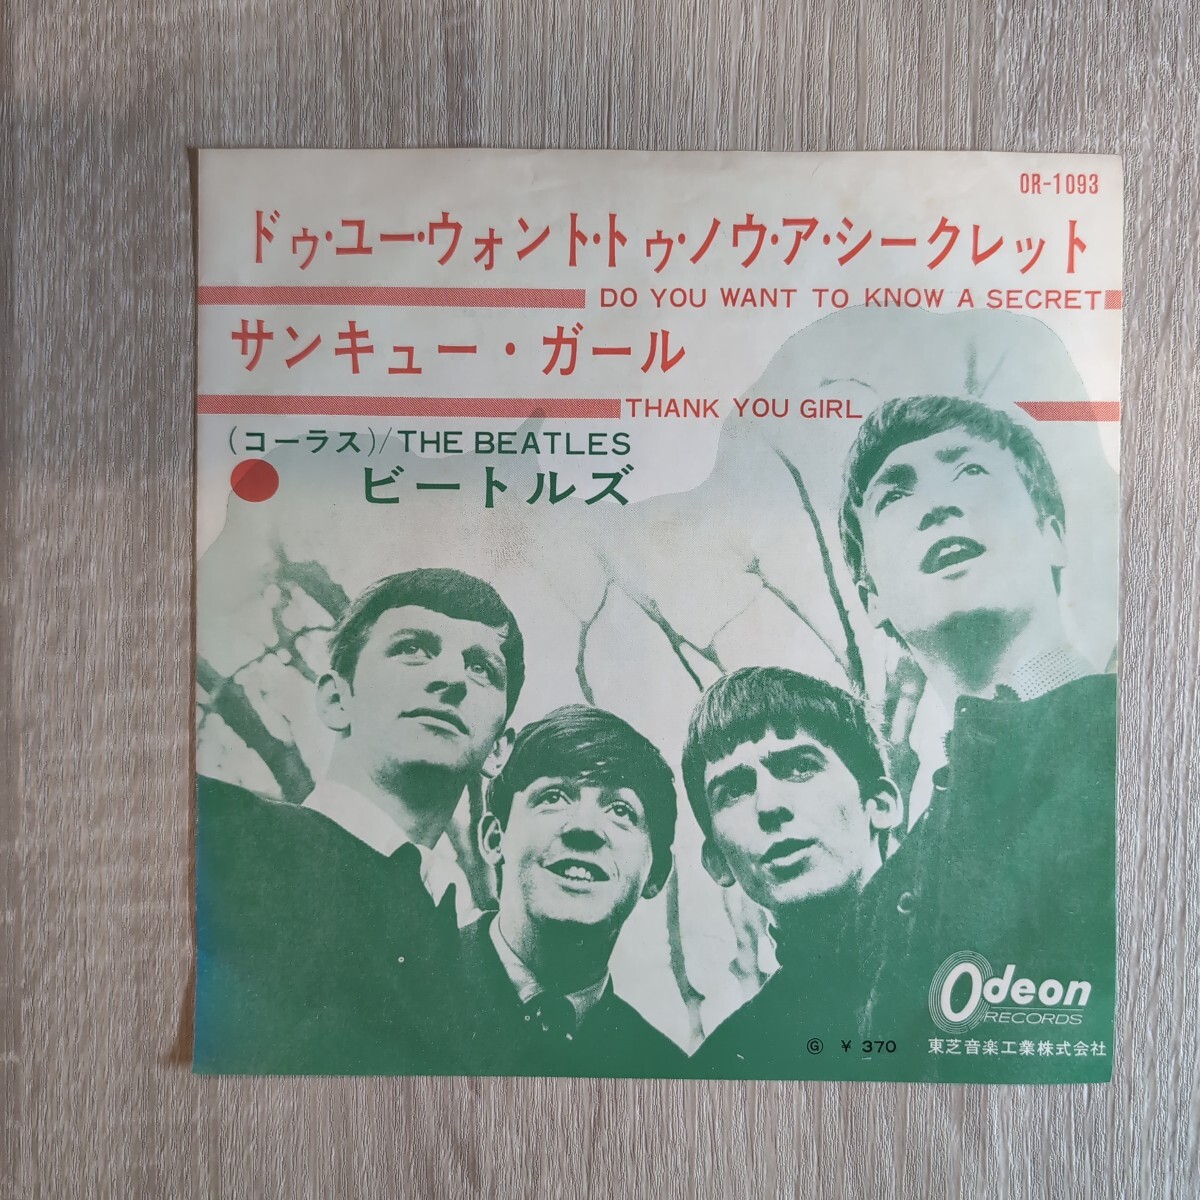 OR-1093
ドゥ・ユー・ウォント・トゥ・ノウ・ア・シークレット
DO YOU WANT TO KNOW A SECRET
サンキュー・ガール
THANK YOU GIRL
(コーラス)/THE BEATLES
ビートルズ
Odeon
RECORDS
Ⓖ ¥ 370
東芝音楽工業株式会社